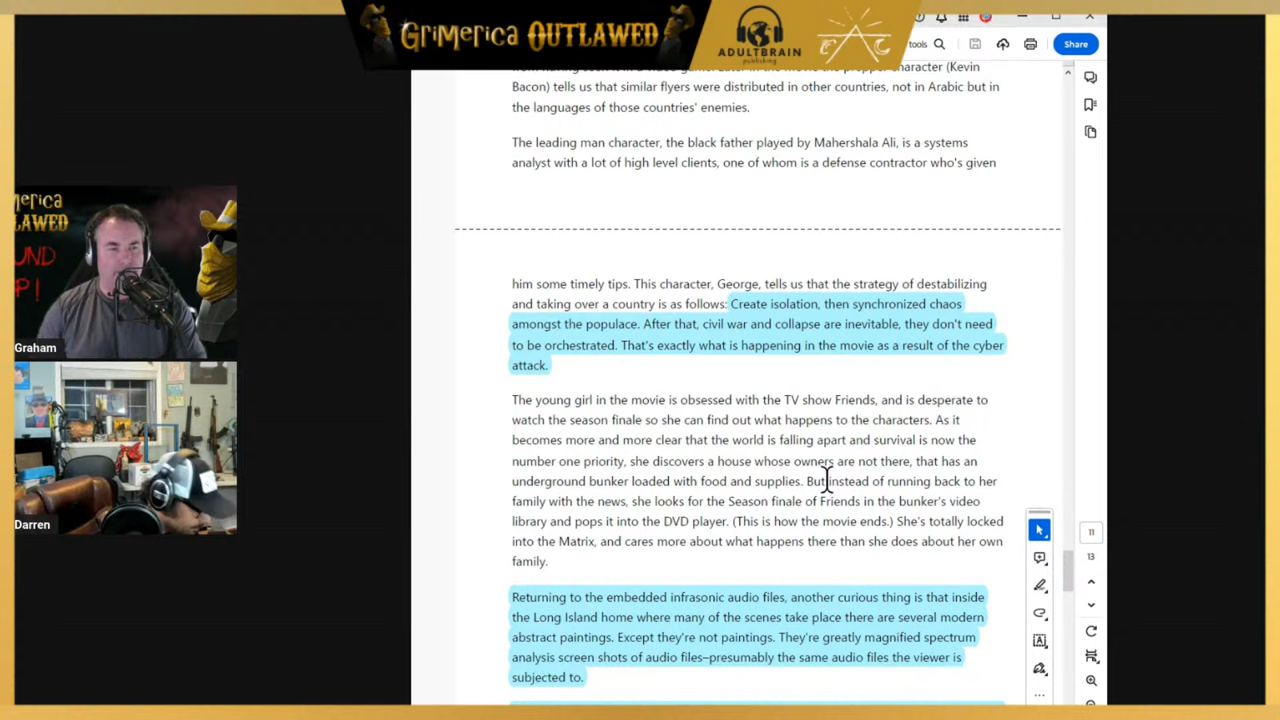 GriMerica OUTLAWED
ADULTBRAIN
PUBLISHING
tools
Share
Bacon) tells us that similar flyers were distributed in other countries, not in Arabic but in
the languages of those countries' enemies.
The leading man character, the black father played by Mahershala Ali, is a systems
analyst with a lot of high level clients, one of whom is a defense contractor who's given
him some timely tips. This character, George, tells us that the strategy of destabilizing
and taking over a country is as follows: Create isolation, then synchronized chaos
amongst the populace. After that, civil war and collapse are inevitable, they don't need
to be orchestrated. That's exactly what is happening in the movie as a result of the cyber
attack.
The young girl in the movie is obsessed with the TV show Friends, and is desperate to
watch the season finale so she can find out what happens to the characters. As it
becomes more and more clear that the world is falling apart and survival is now the
number one priority, she discovers a house whose owners are not there, that has an
underground bunker loaded with food and supplies. But instead of running back to her
family with the news, she looks for the Season finale of Friends in the bunker's video
library and pops it into the DVD player. (This is how the movie ends.) She's totally locked
into the Matrix, and cares more about what happens there than she does about her own
family.
Returning to the embedded infrasonic audio files, another curious thing is that inside
the Long Island home where many of the scenes take place there are several modern
abstract paintings. Except they're not paintings. They're greatly magnified spectrum
analysis screen shots of audio files–presumably the same audio files the viewer is
subjected to.
11
13
merica
LAWED
UND
P!
Graham
Darren